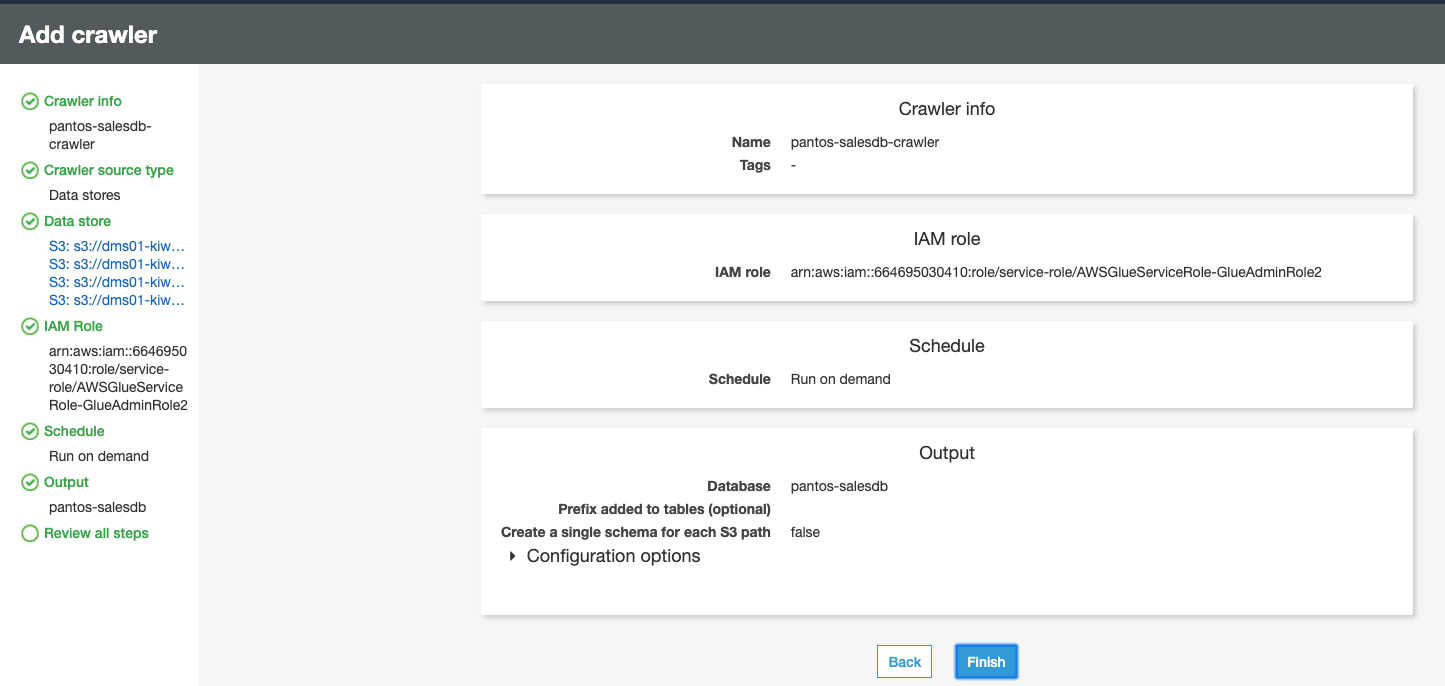 Add crawler
Crawler info
pantos-salesdb-
crawler
Crawler source type
Data stores
Data store
S3: s3://dms01-kiw…
S3: s3://dms01-kiw…
S3: s3://dms01-kiw…
S3: s3://dms01-kiw…
IAM Role
arn:aws:iam::6646950
30410:role/service-
role/AWSGlueService
Role-GlueAdminRole2
Schedule
Run on demand
Output
pantos-salesdb
Review all steps
Crawler info
Name pantos-salesdb-crawler
Tags -
IAM role
IAM role arn:aws:iam::664695030410:role/service-role/AWSGlueServiceRole-GlueAdminRole2
Schedule
Schedule Run on demand
Output
Database pantos-salesdb
Prefix added to tables (optional)
Create a single schema for each S3 path false
Configuration options
Back Finish